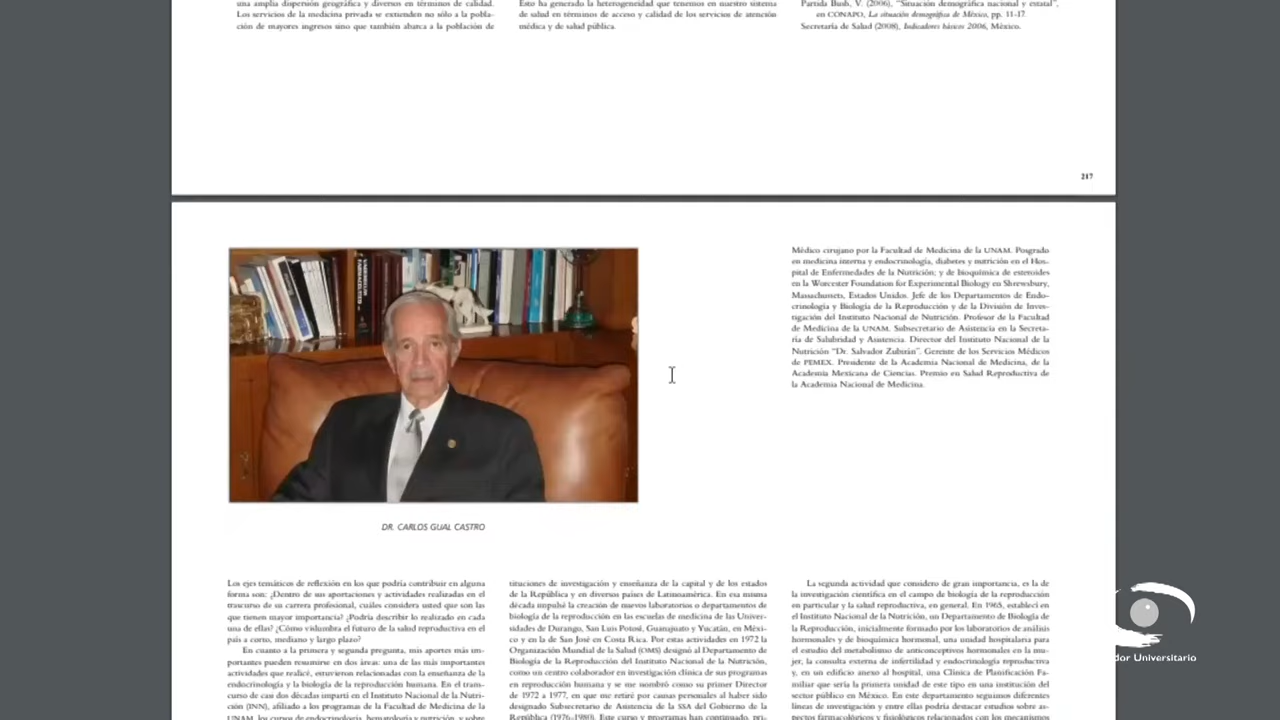 una amplia dispersión geográfica y diversos en términos de calidad.
Los servicios de la medicina privada se extienden no sólo a la pobla-
ción de mayores ingresos sino que también abarca a la población de
Esto ha generado la heterogeneidad que tenemos en nuestro sistema
de salud en términos de acceso y calidad de los servicios de atención
médica y de salud pública.
Partida Bush, V. (2006), "Situación demográfica nacional y estatal",
en CONAPO, La situación demográfica de México, pp. 11-17.
Secretaría de Salud (2008), Indicadores básicos 2006, México.
217
Médico cirujano por la Facultad de Medicina de la UNAM. Posgrado
en medicina interna y endocrinología, diabetes y nutrición en el Hos-
pital de Enfermedades de la Nutrición; y de bioquímica de esteroides
en la Worcester Foundation for Experimental Biology en Shrewsbury,
Massachussets, Estados Unidos. Jefe de los Departamentos de Endo-
crinología y Biología de la Reproducción y de la División de Inves-
tigación del Instituto Nacional de Nutrición. Profesor de la Facultad
de Medicina de la UNAM. Subsecretario de Asistencia en la Secreta-
ría de Salubridad y Asistencia. Director del Instituto Nacional de la
Nutrición "Dr. Salvador Zubirán". Gerente de los Servicios Médicos
de PEMEX. Presidente de la Academia Nacional de Medicina, de la
Academia Mexicana de Ciencias. Premio en Salud Reproductiva de
la Academia Nacional de Medicina.
DR. CARLOS GUAL CASTRO
Los ejes temáticos de reflexión en los que podría contribuir en alguna
forma son: ¿Dentro de sus aportaciones y actividades realizadas en el
trascurso de su carrera profesional, cuáles considera usted que son las
que tienen mayor importancia? ¿Podría describir lo realizado en cada
una de ellas? ¿Cómo vislumbra el futuro de la salud reproductiva en el
país a corto, mediano y largo plazo?
En cuanto a la primera y segunda pregunta, mis aportes más im-
portantes pueden resumirse en dos áreas: una de las más importantes
actividades que realicé, estuvieron relacionadas con la enseñanza de la
endocrinología y la biología de la reproducción humana. En el trans-
curso de casi dos décadas impartí en el Instituto Nacional de la Nutri-
ción (INN), afiliado a los programas de la Facultad de Medicina de la
UNAM, los cursos de endocrinología, hematología y nutrición, y sobre
tituciones de investigación y enseñanza de la capital y de los estados
de la República y en diversos países de Latinoamérica. En esa misma
década impulsé la creación de nuevos laboratorios o departamentos de
biología de la reproducción en las escuelas de medicina de las Univer-
sidades de Durango, San Luis Potosí, Guanajuato y Yucatán, en Méxi-
co y en la de San José en Costa Rica. Por estas actividades en 1972 la
Organización Mundial de la Salud (OMS) designó al Departamento de
Biología de la Reproducción del Instituto Nacional de la Nutrición,
como un centro colaborador en investigación clínica de sus programas
en reproducción humana y se me nombró como su primer Director
de 1972 a 1977, en que me retiré por causas personales al haber sido
designado Subsecretario de Asistencia de la SSA del Gobierno de la
República (1976-1980). Este curso y programas han continuado, pri-
La segunda actividad que considero de gran importancia, es la de
la investigación científica en el campo de biología de la reproducción
en particular y la salud reproductiva, en general. En 1965, establecí en
el Instituto Nacional de la Nutrición, un Departamento de Biología de
la Reproducción, inicialmente formado por los laboratorios de análisis
hormonales y de bioquímica hormonal, una unidad hospitalaria para
el estudio del metabolismo de anticonceptivos hormonales en la mu-
jer, la consulta externa de infertilidad y endocrinología reproductiva
y, en un edificio anexo al hospital, una Clínica de Planificación Fa-
miliar que sería la primera unidad de este tipo en una institución del
sector público en México. En este departamento seguimos diferentes
líneas de investigación y entre ellas podría destacar estudios sobre as-
pectos farmacológicos y fisiológicos relacionados con los mecanismos
dor Universitario